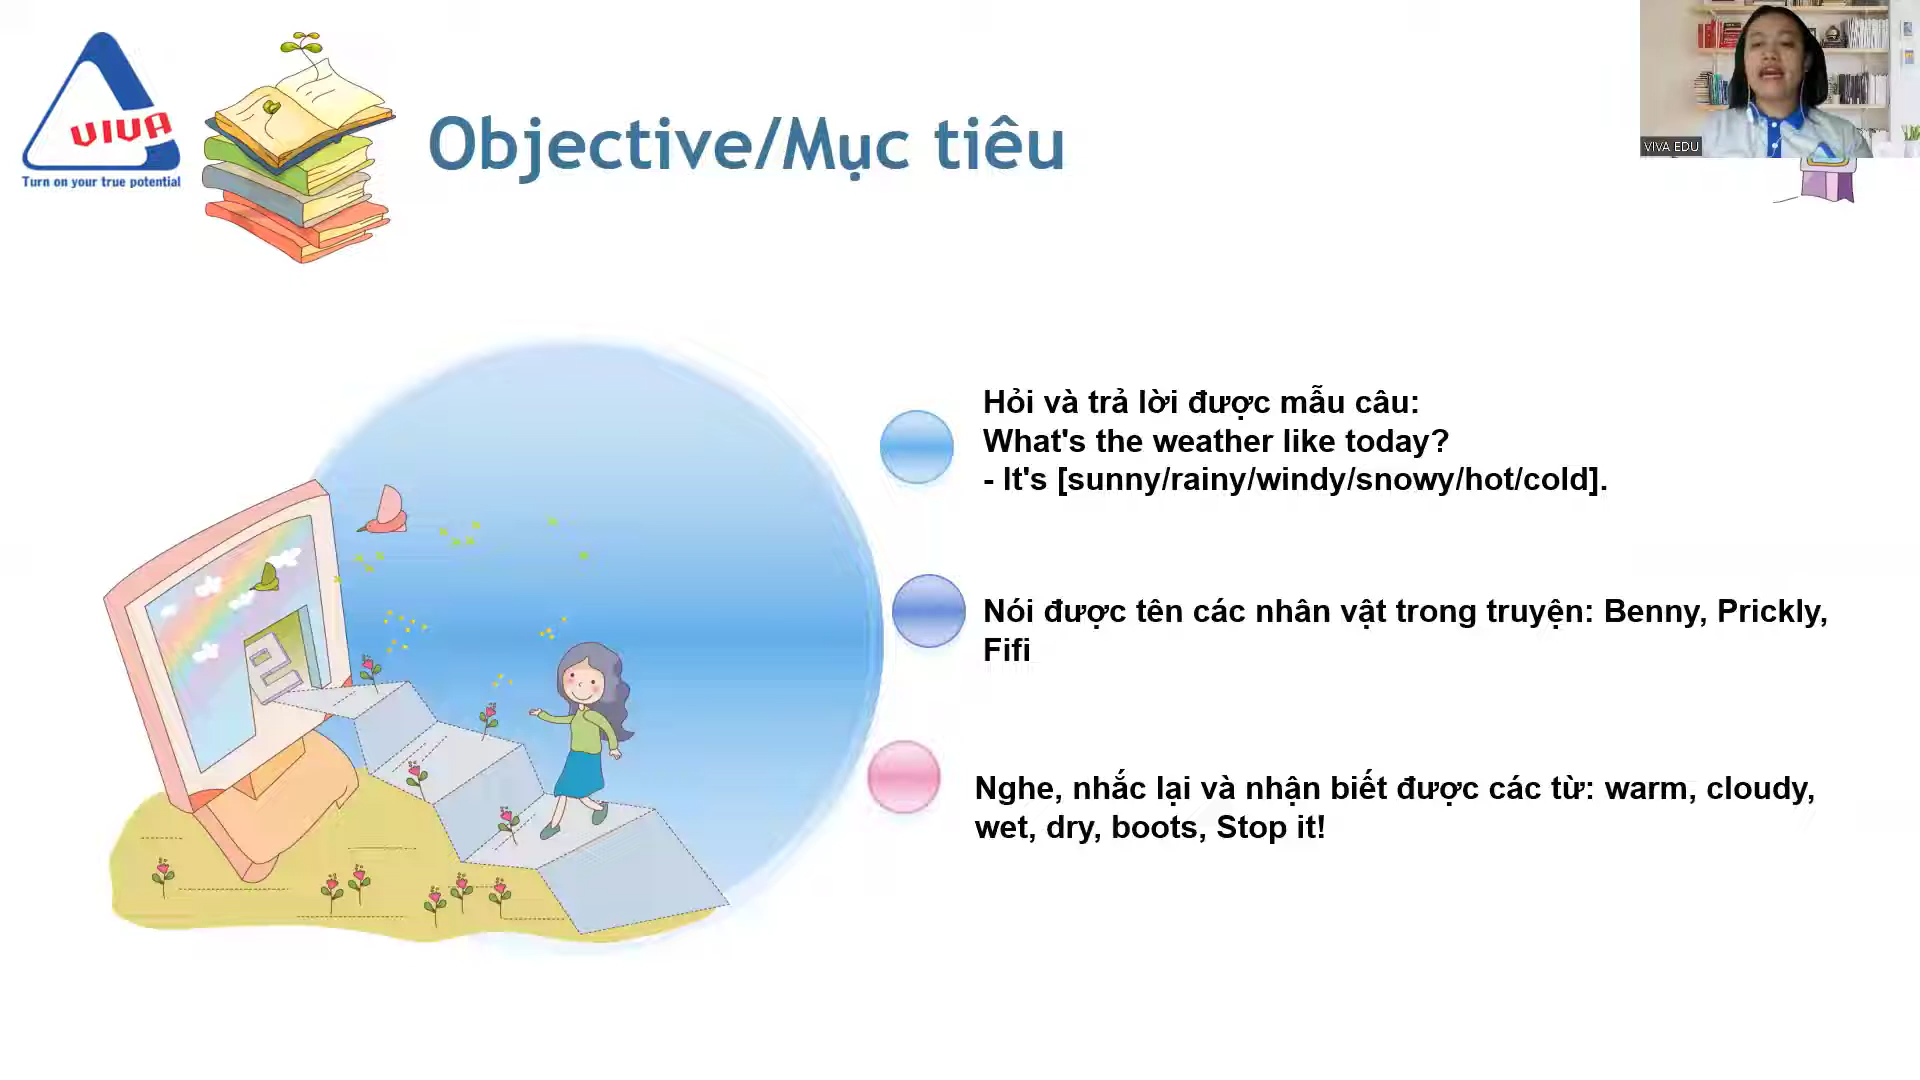 VIVA
Turn on your true potential
Objective/Mục tiêu
VIVA EDU
Hỏi và trả lời được mẫu câu:
What's the weather like today?
- It's [sunny/rainy/windy/snowy/hot/cold].
Nói được tên các nhân vật trong truyện: Benny, Prickly,
Fifi
Nghe, nhắc lại và nhận biết được các từ: warm, cloudy,
wet, dry, boots, Stop it!